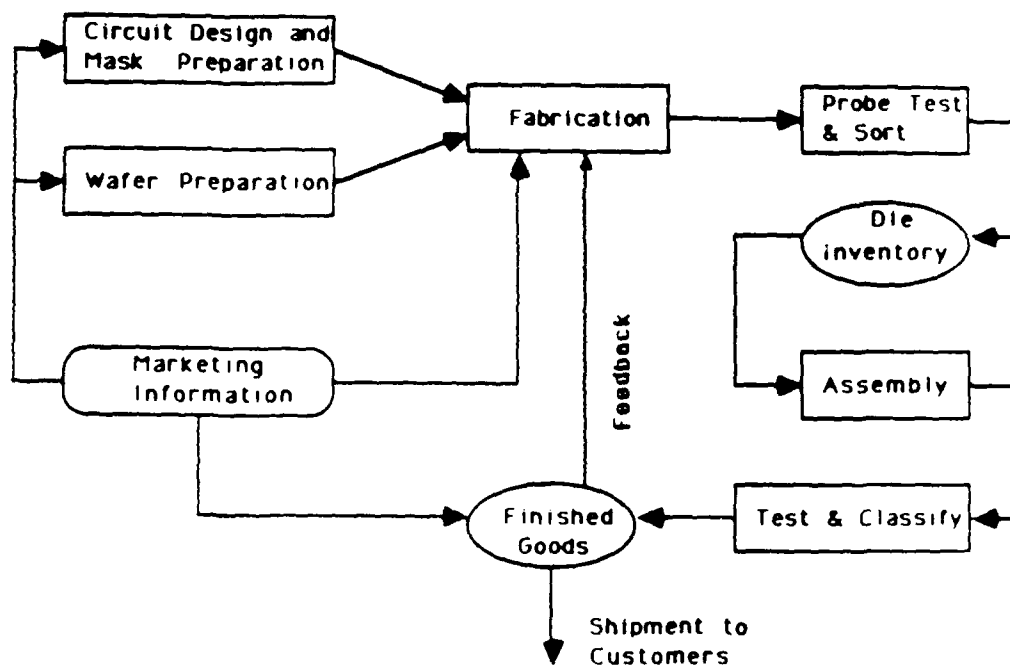 Circuit Design and
Mask Preparation
Fabrication
Probe Test
& Sort
Wafer Preparation
Die
inventory
Marketing
Information
Feedback
Assembly
Finished
Goods
Test & Classify
Shipment to
Customers